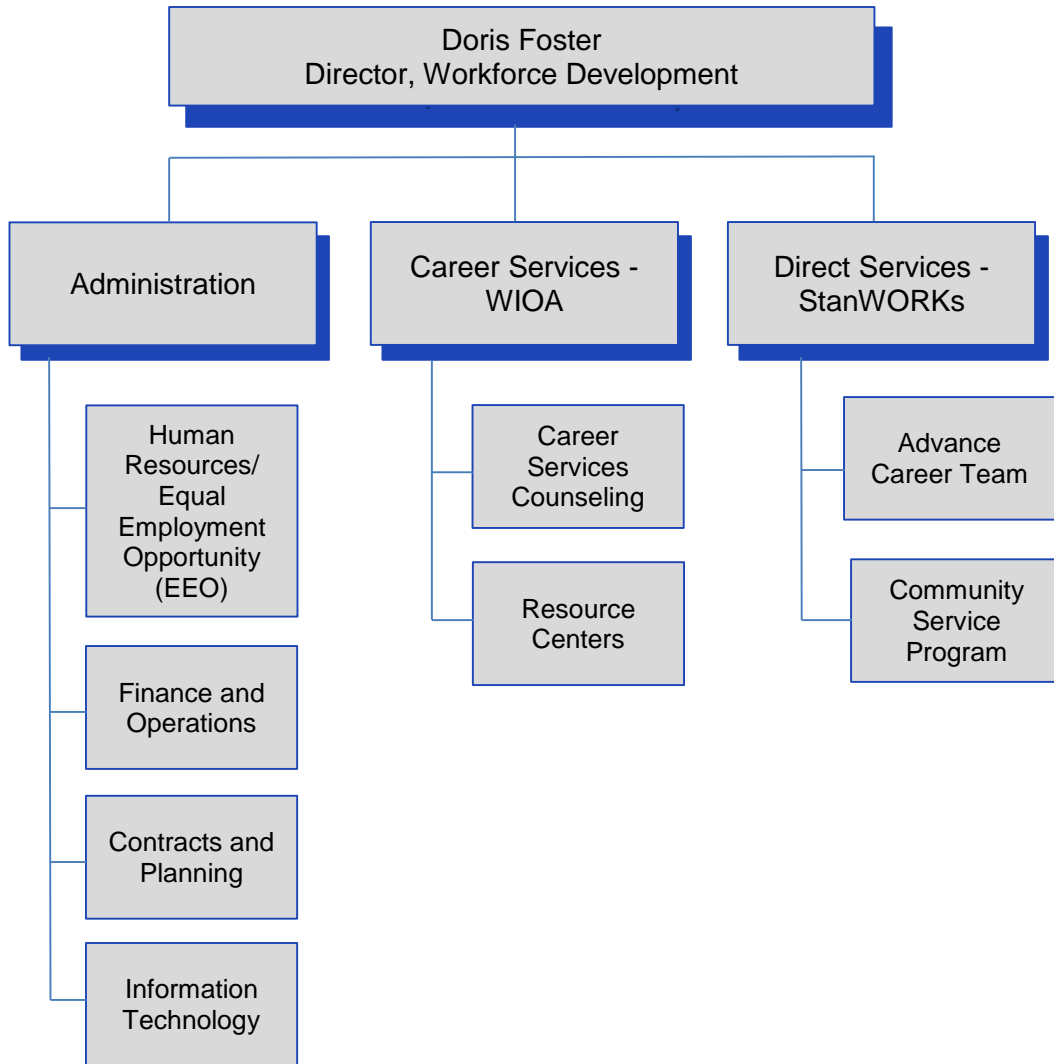 Doris Foster
Director, Workforce Development
Administration
Career Services -
WIOA
Direct Services -
StanWORKs
Human
Resources/
Equal
Employment
Opportunity
(EEO)
Finance and
Operations
Contracts and
Planning
Information
Technology
Career
Services
Counseling
Resource
Centers
Advance
Career Team
Community
Service
Program